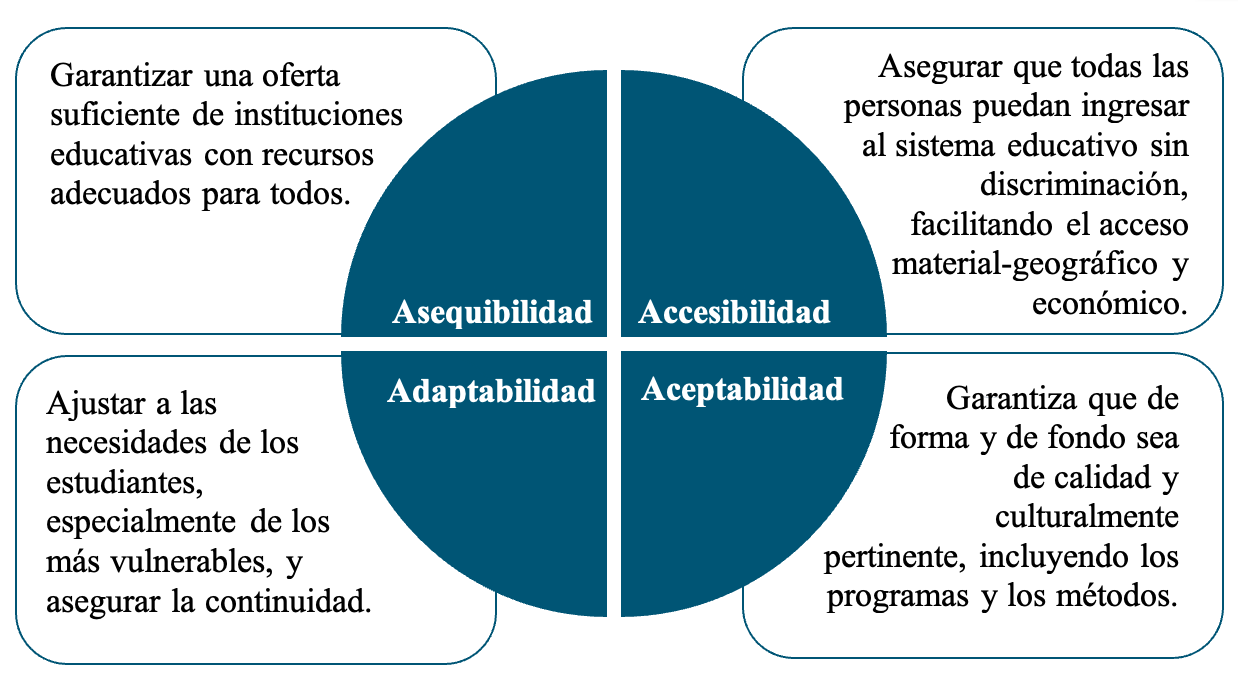 Garantizar una oferta
suficiente de instituciones
educativas con recursos
adecuados para todos.
Asequibilidad
Asegurar que todas las
personas puedan ingresar
al sistema educativo sin
discriminación,
facilitando el acceso
material-geográfico y
económico.
Accesibilidad
Adaptabilidad
Ajustar a las
necesidades de los
estudiantes,
especialmente de los
más vulnerables, y
asegurar la continuidad.
Aceptabilidad
Garantiza que de
forma y de fondo sea
de calidad y
culturalmente
pertinente, incluyendo los
programas y los métodos.